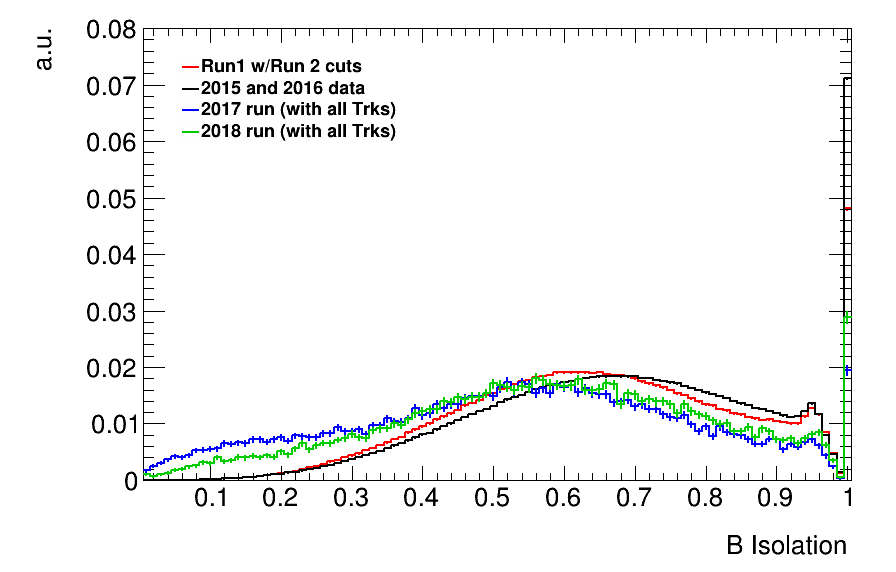 a.u.
0.08
0.07
0.06
0.05
0.04
0.03
0.02
0.01
0
Run1 w/Run 2 cuts
2015 and 2016 data
2017 run (with all Trks)
2018 run (with all Trks)
0.1 0.2 0.3 0.4 0.5 0.6 0.7 0.8 0.9 1
B Isolation